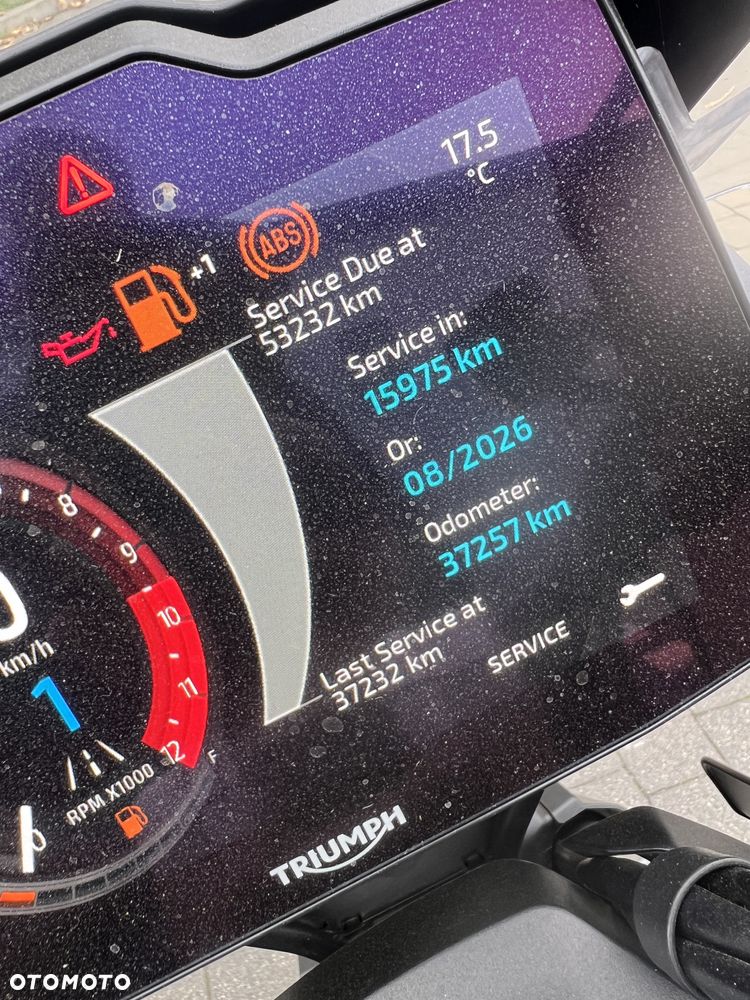 17.5
°C
ABS
+1
Service Due at
53232 km
Service in:
15975 km
Or:
08/2026
Odometer:
37257 km
8
9
10
11
12
km/h
1
RPM X1000
F
0
Last Service at
37232 km
SERVICE
TRIUMPH
OTOMOTO